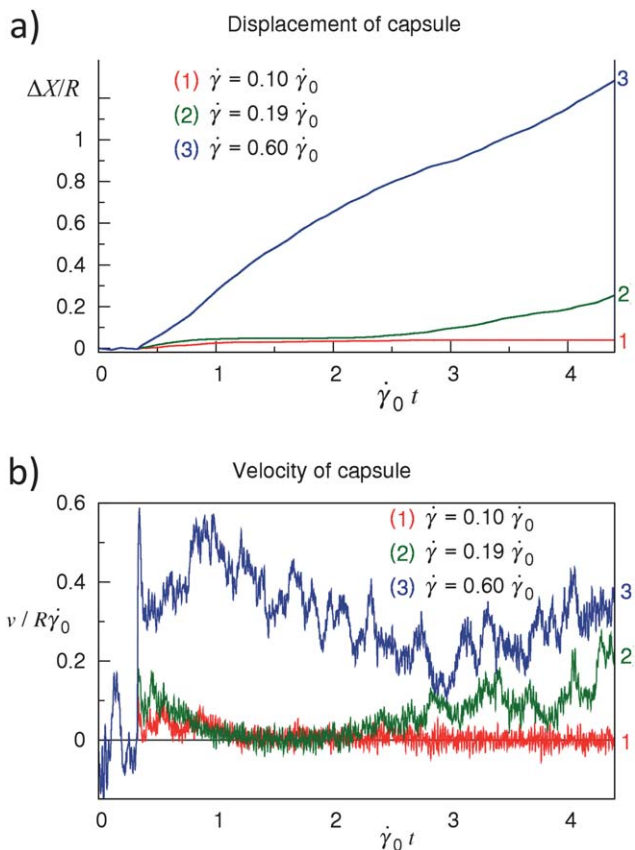 a)
Displacement of capsule
ΔX/R
(1) γ̇ = 0.10 γ̇₀
(2) γ̇ = 0.19 γ̇₀
(3) γ̇ = 0.60 γ̇₀
3
1
0.8
0.6
0.4
2
0.2
1
0
0 1 2 3 4
γ̇₀ t
b)
Velocity of capsule
0.6
(1) γ̇ = 0.10 γ̇₀
(2) γ̇ = 0.19 γ̇₀
(3) γ̇ = 0.60 γ̇₀
0.4
3
v / Rγ̇₀
0.2
2
0
1
0 1 2 3 4
γ̇₀ t